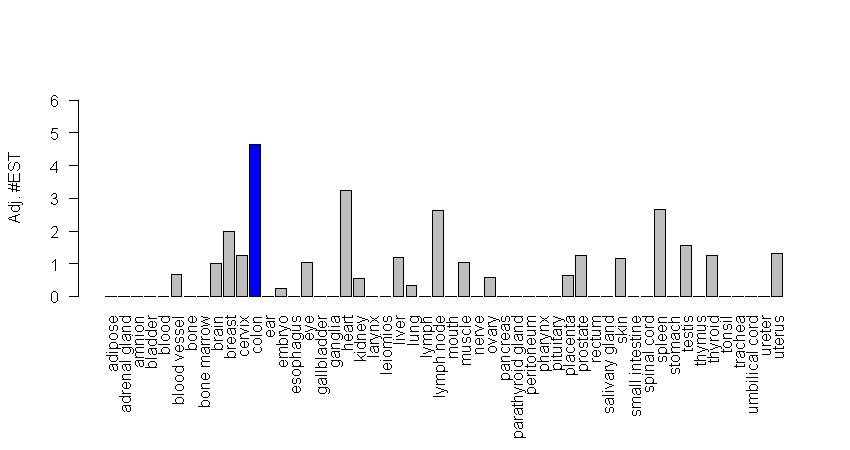 Adj. #EST
6
5
4
3
2
1
0
adipose
adrenal gland
amnion
bladder
blood
blood vessel
bone
bone marrow
brain
breast
cervix
colon
ear
embryo
esophagus
eye
gallbladder
ganglia
heart
kidney
larynx
leiomios
liver
lung
lymph
lymph node
mouth
muscle
nerve
ovary
pancreas
parathyroid gland
peritoneum
pharynx
pituitary
placenta
prostate
rectum
salivary gland
skin
small intestine
spinal cord
spleen
stomach
testis
thymus
thyroid
tonsil
trachea
umbilical cord
ureter
uterus